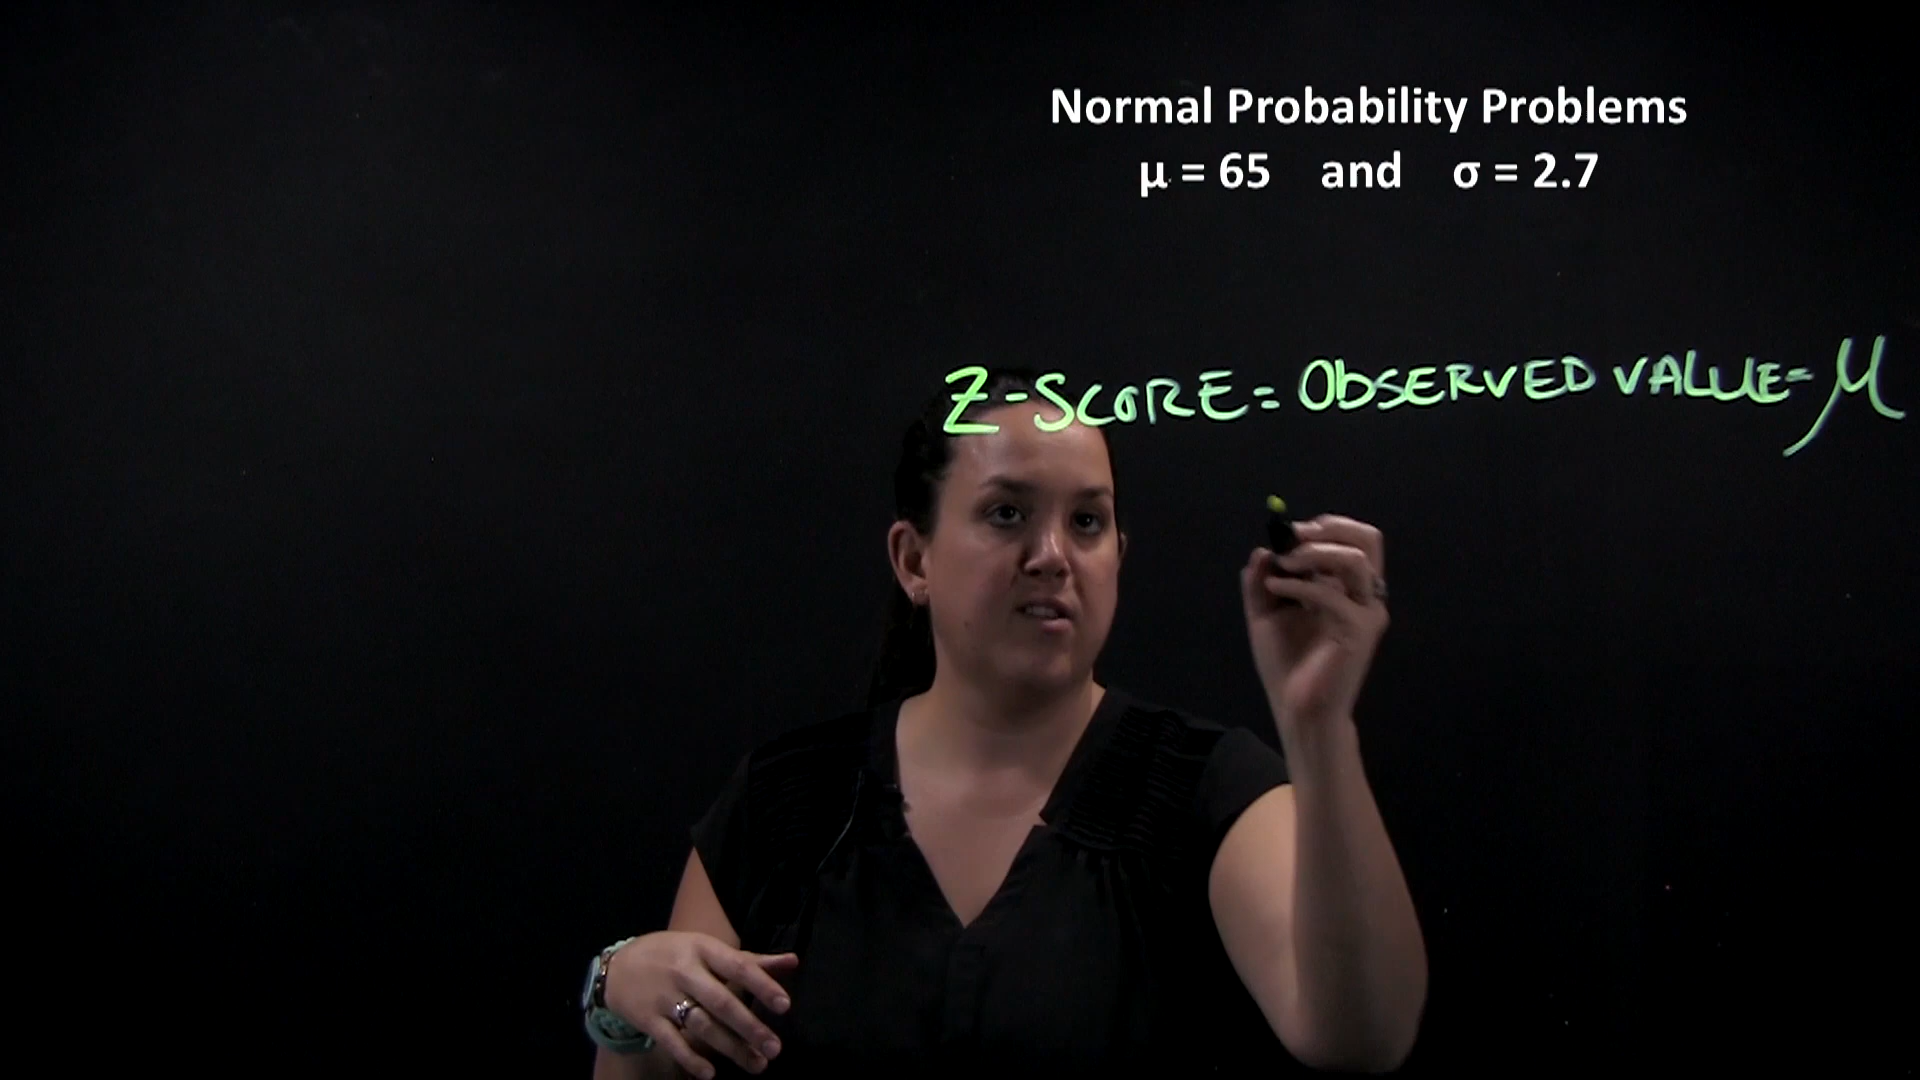 Normal Probability Problems
μ = 65 and σ = 2.7
Z-SCORE = OBSERVED VALUE - μ